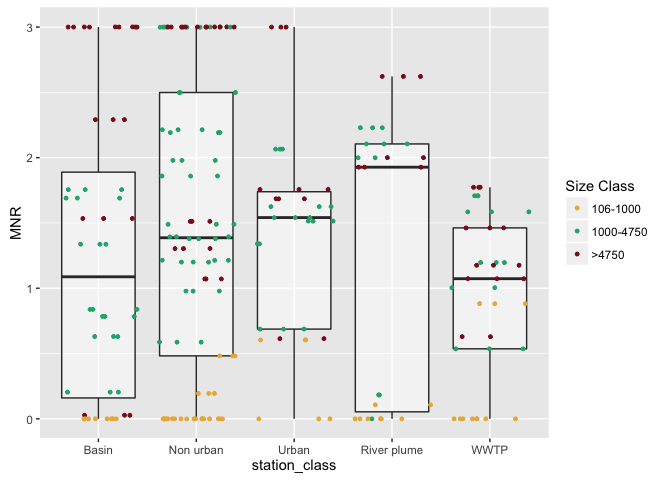 3
2
1
0
MNR
Basin Non urban Urban River plume WWTP
station_class
Size Class
106-1000
1000-4750
>4750